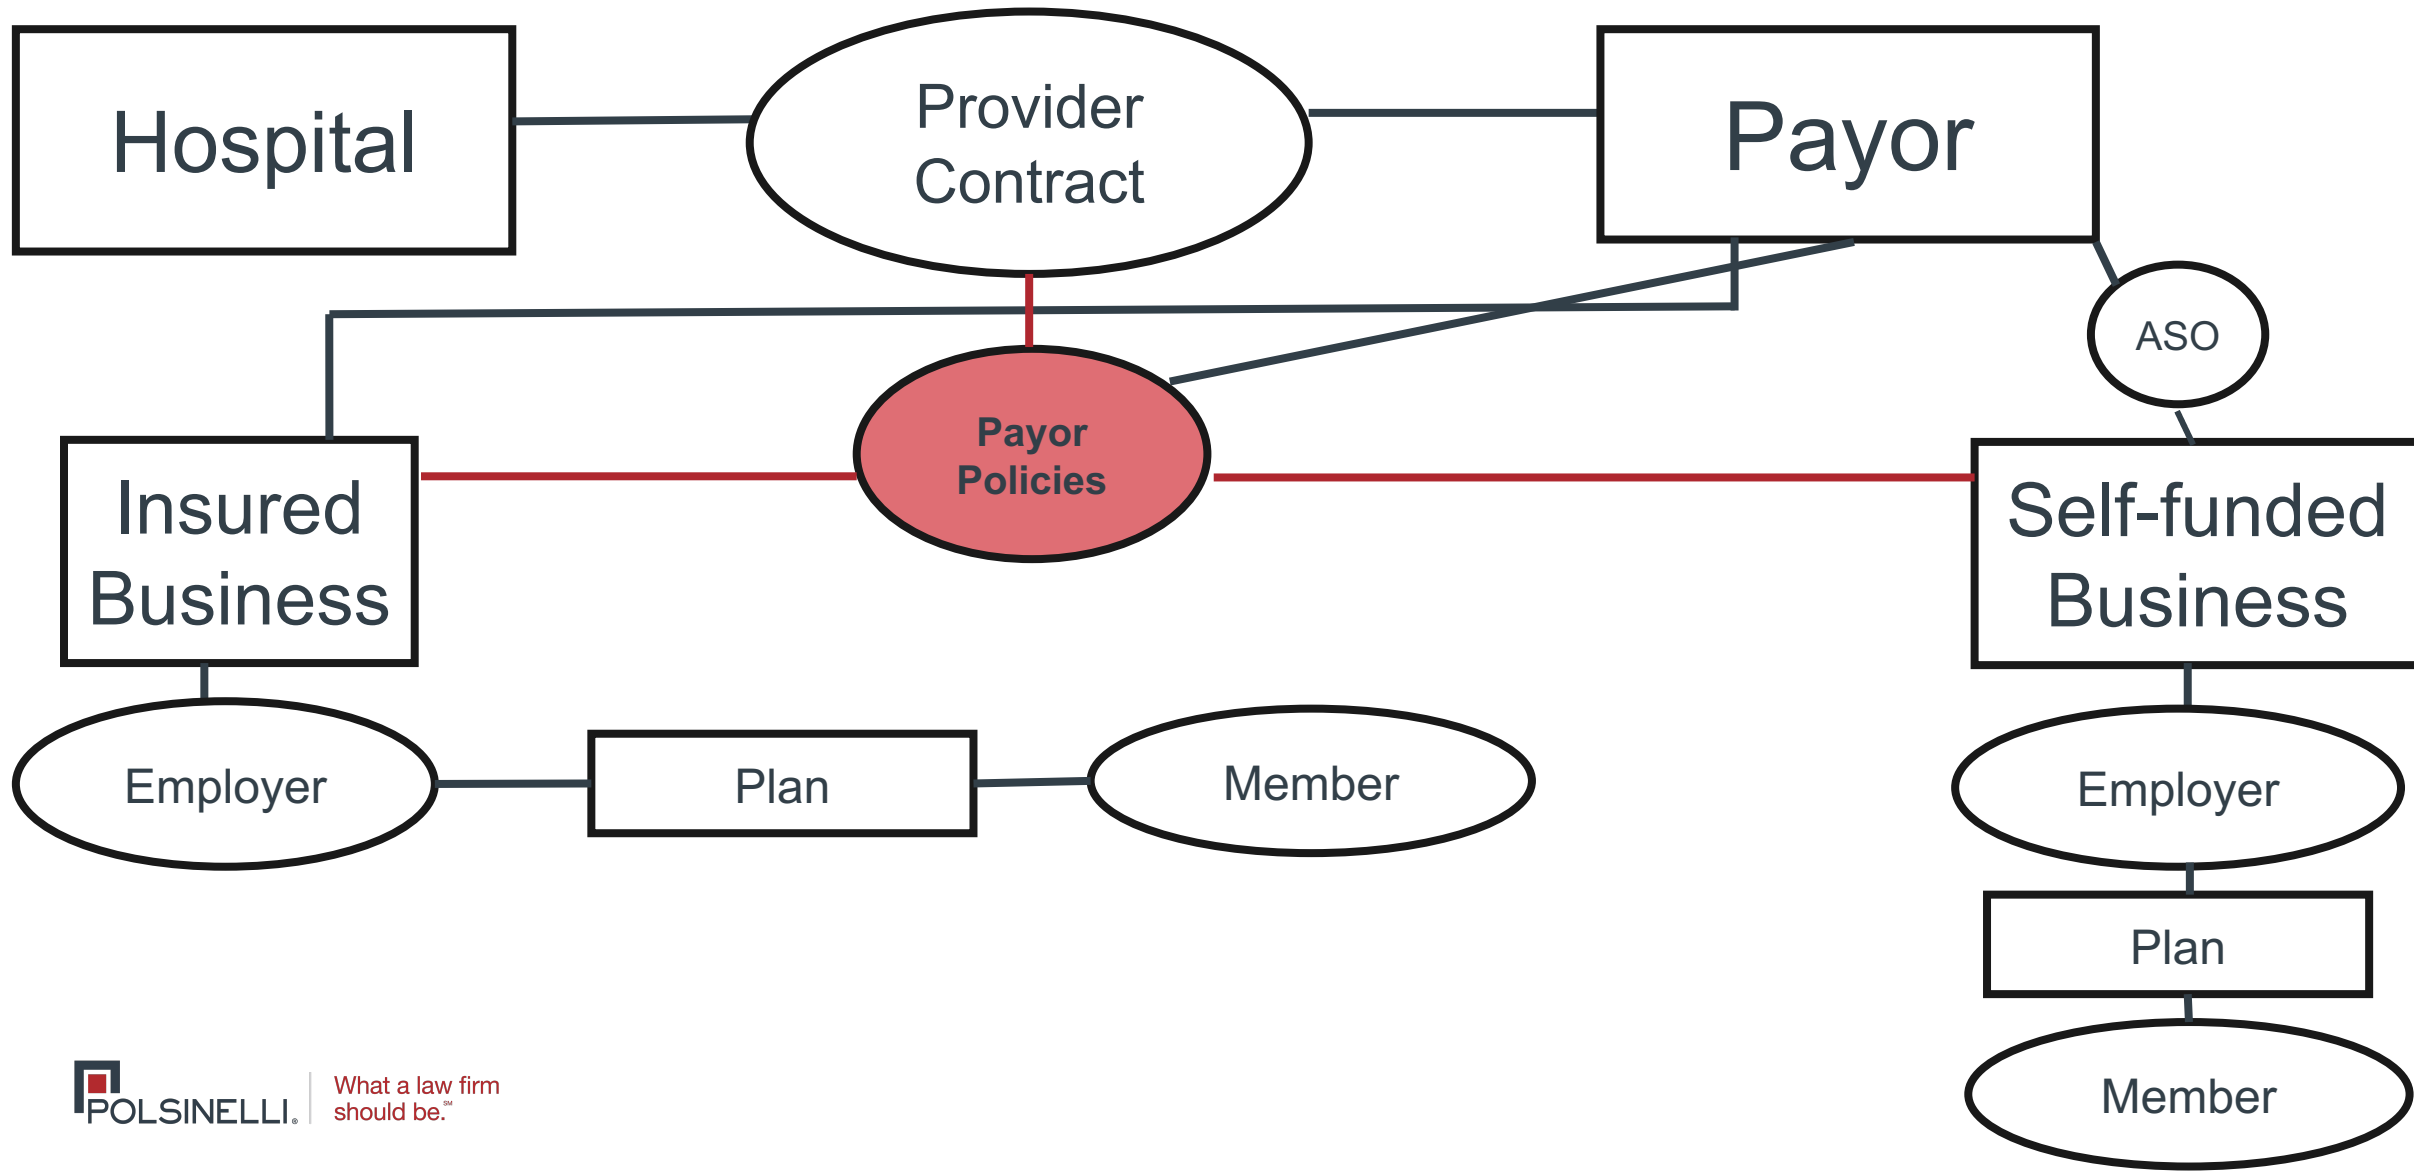 Hospital
Provider
Contract
Payor
ASO
Payor
Policies
Insured
Business
Self-funded
Business
Employer
Plan
Member
Employer
Plan
Member
POLSINELLI®
What a law firm
should be.℠